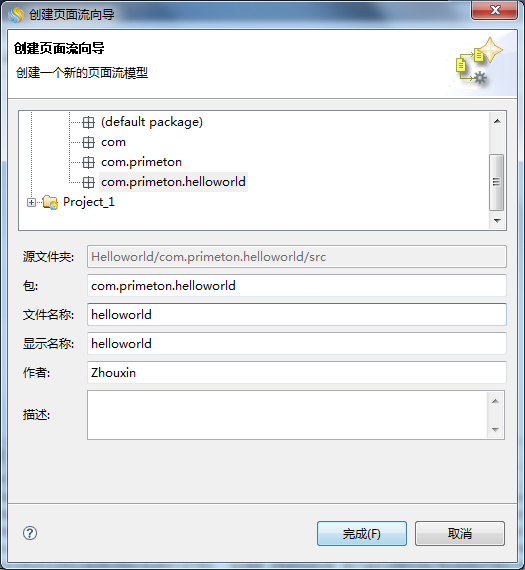 创建页面流向导
创建页面流向导
创建一个新的页面流模型
(default package)
com
com.primeton
com.primeton.helloworld
Project_1
源文件夹: Helloworld/com.primeton.helloworld/src
包: com.primeton.helloworld
文件名称: helloworld
显示名称: helloworld
作者: Zhouxin
描述:
完成(F) 取消